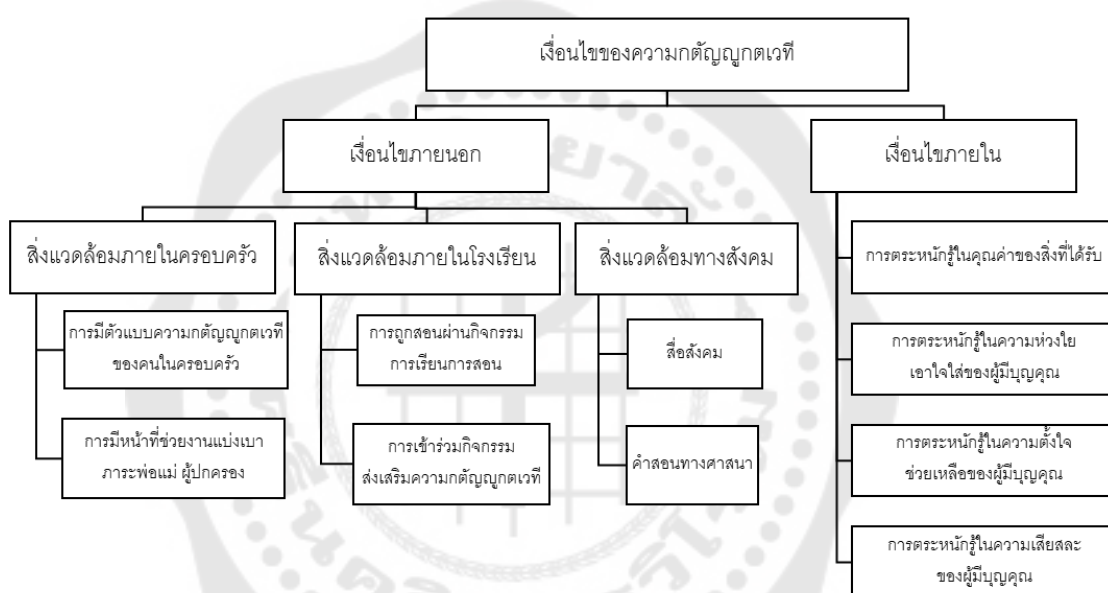 เงื่อนไขของความกตัญญูกตเวที
เงื่อนไขภายนอก
เงื่อนไขภายใน
สิ่งแวดล้อมภายในครอบครัว
สิ่งแวดล้อมภายในโรงเรียน
สิ่งแวดล้อมทางสังคม
การมีตัวแบบความกตัญญูกตเวที
ของคนในครอบครัว
การมีหน้าที่ช่วยงานแบ่งเบา
ภาระพ่อแม่ ผู้ปกครอง
การถูกสอนผ่านกิจกรรม
การเรียนการสอน
การเข้าร่วมกิจกรรม
ส่งเสริมความกตัญญูกตเวที
สื่อสังคม
คำสอนทางศาสนา
การตระหนักรู้ในคุณค่าของสิ่งที่ได้รับ
การตระหนักรู้ในความห่วงใย
เอาใจใส่ของผู้มีบุญคุณ
การตระหนักรู้ในความตั้งใจ
ช่วยเหลือของผู้มีบุญคุณ
การตระหนักรู้ในความเสียสละ
ของผู้มีบุญคุณ